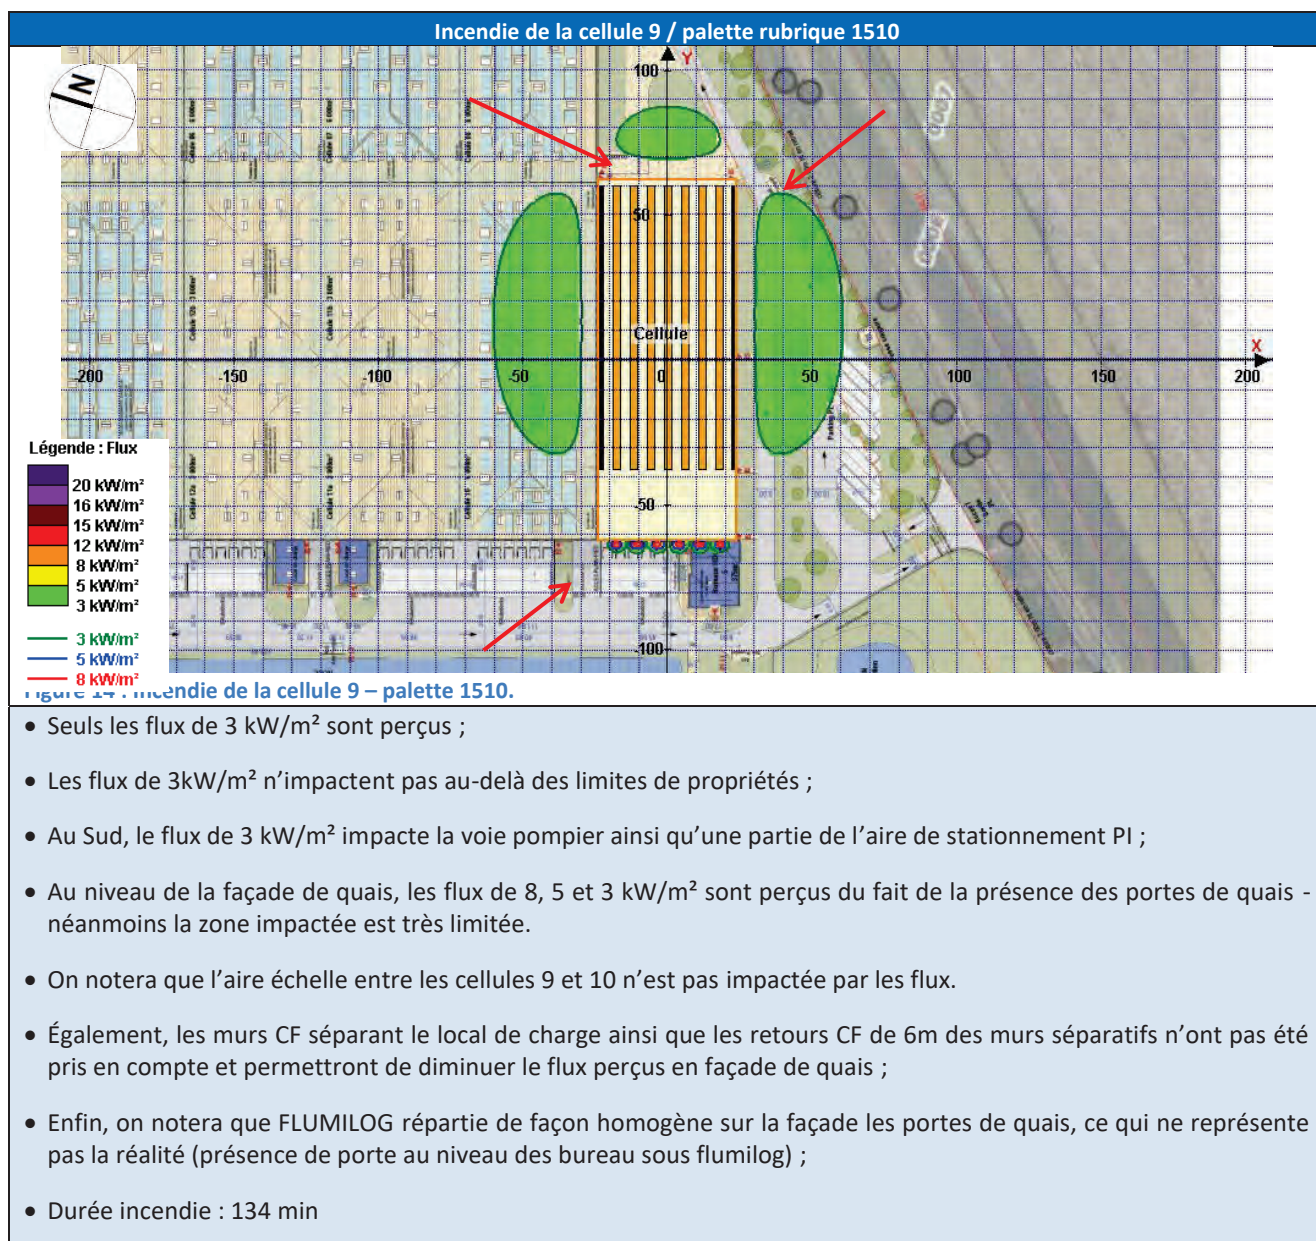 Incendie de la cellule 9 / palette rubrique 1510
N
Y
100
50
Cellule
X
-200
-150
-100
-50
0
50
100
150
200
-50
-100
Légende : Flux
20 kW/m²
16 kW/m²
15 kW/m²
12 kW/m²
8 kW/m²
5 kW/m²
3 kW/m²
3 kW/m²
5 kW/m²
8 kW/m²
Figure 14 : Incendie de la cellule 9 – palette 1510.
• Seuls les flux de 3 kW/m² sont perçus ;
• Les flux de 3kW/m² n’impactent pas au-delà des limites de propriétés ;
• Au Sud, le flux de 3 kW/m² impacte la voie pompier ainsi qu’une partie de l’aire de stationnement PI ;
• Au niveau de la façade de quais, les flux de 8, 5 et 3 kW/m² sont perçus du fait de la présence des portes de quais -
néanmoins la zone impactée est très limitée.
• On notera que l’aire échelle entre les cellules 9 et 10 n’est pas impactée par les flux.
• Également, les murs CF séparant le local de charge ainsi que les retours CF de 6m des murs séparatifs n’ont pas été
pris en compte et permettront de diminuer le flux perçus en façade de quais ;
• Enfin, on notera que FLUMILOG répartie de façon homogène sur la façade les portes de quais, ce qui ne représente
pas la réalité (présence de porte au niveau des bureau sous flumilog) ;
• Durée incendie : 134 min